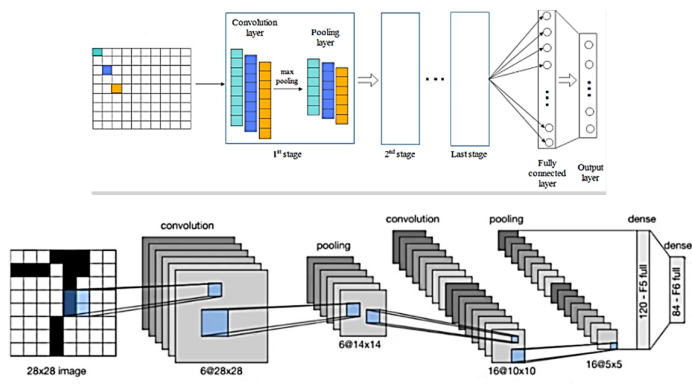 Convolution
layer
Pooling
layer
max
pooling
1st stage
2nd stage
Last stage
Fully
connected
layer
Output
layer
convolution
pooling
convolution
pooling
dense
dense
120 - F5 full
84 - F6 full
28x28 image
6@28x28
6@14x14
16@10x10
16@5x5